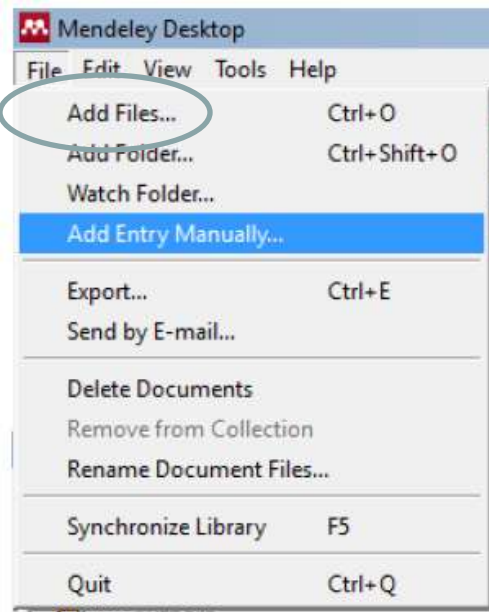 Mendeley Desktop
File Edit View Tools Help
Add Files... Ctrl+O
Add Folder... Ctrl+Shift+O
Watch Folder...
Add Entry Manually...
Export... Ctrl+E
Send by E-mail...
Delete Documents
Remove from Collection
Rename Document Files...
Synchronize Library F5
Quit Ctrl+Q